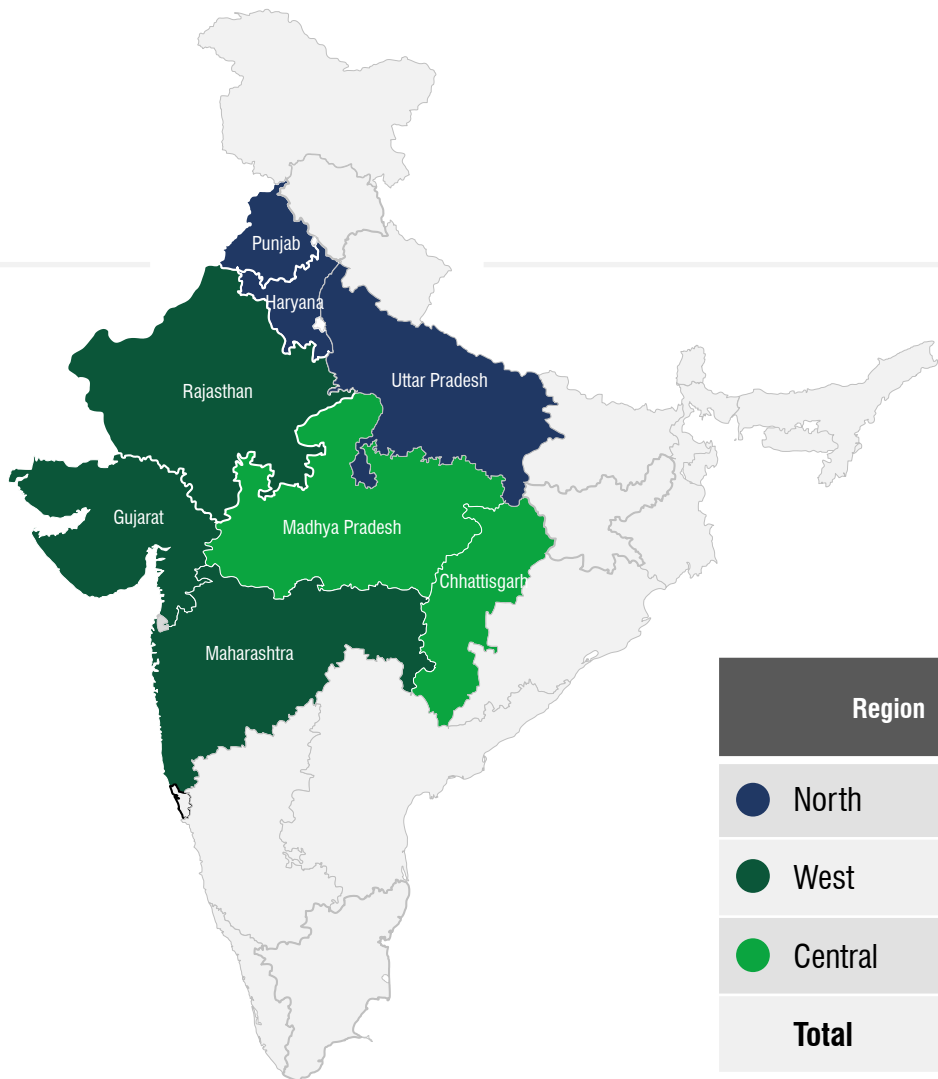 Punjab
Haryana
Rajasthan
Uttar Pradesh
Gujarat
Madhya Pradesh
Chhattisgarh
Maharashtra
Region
North
West
Central
Total